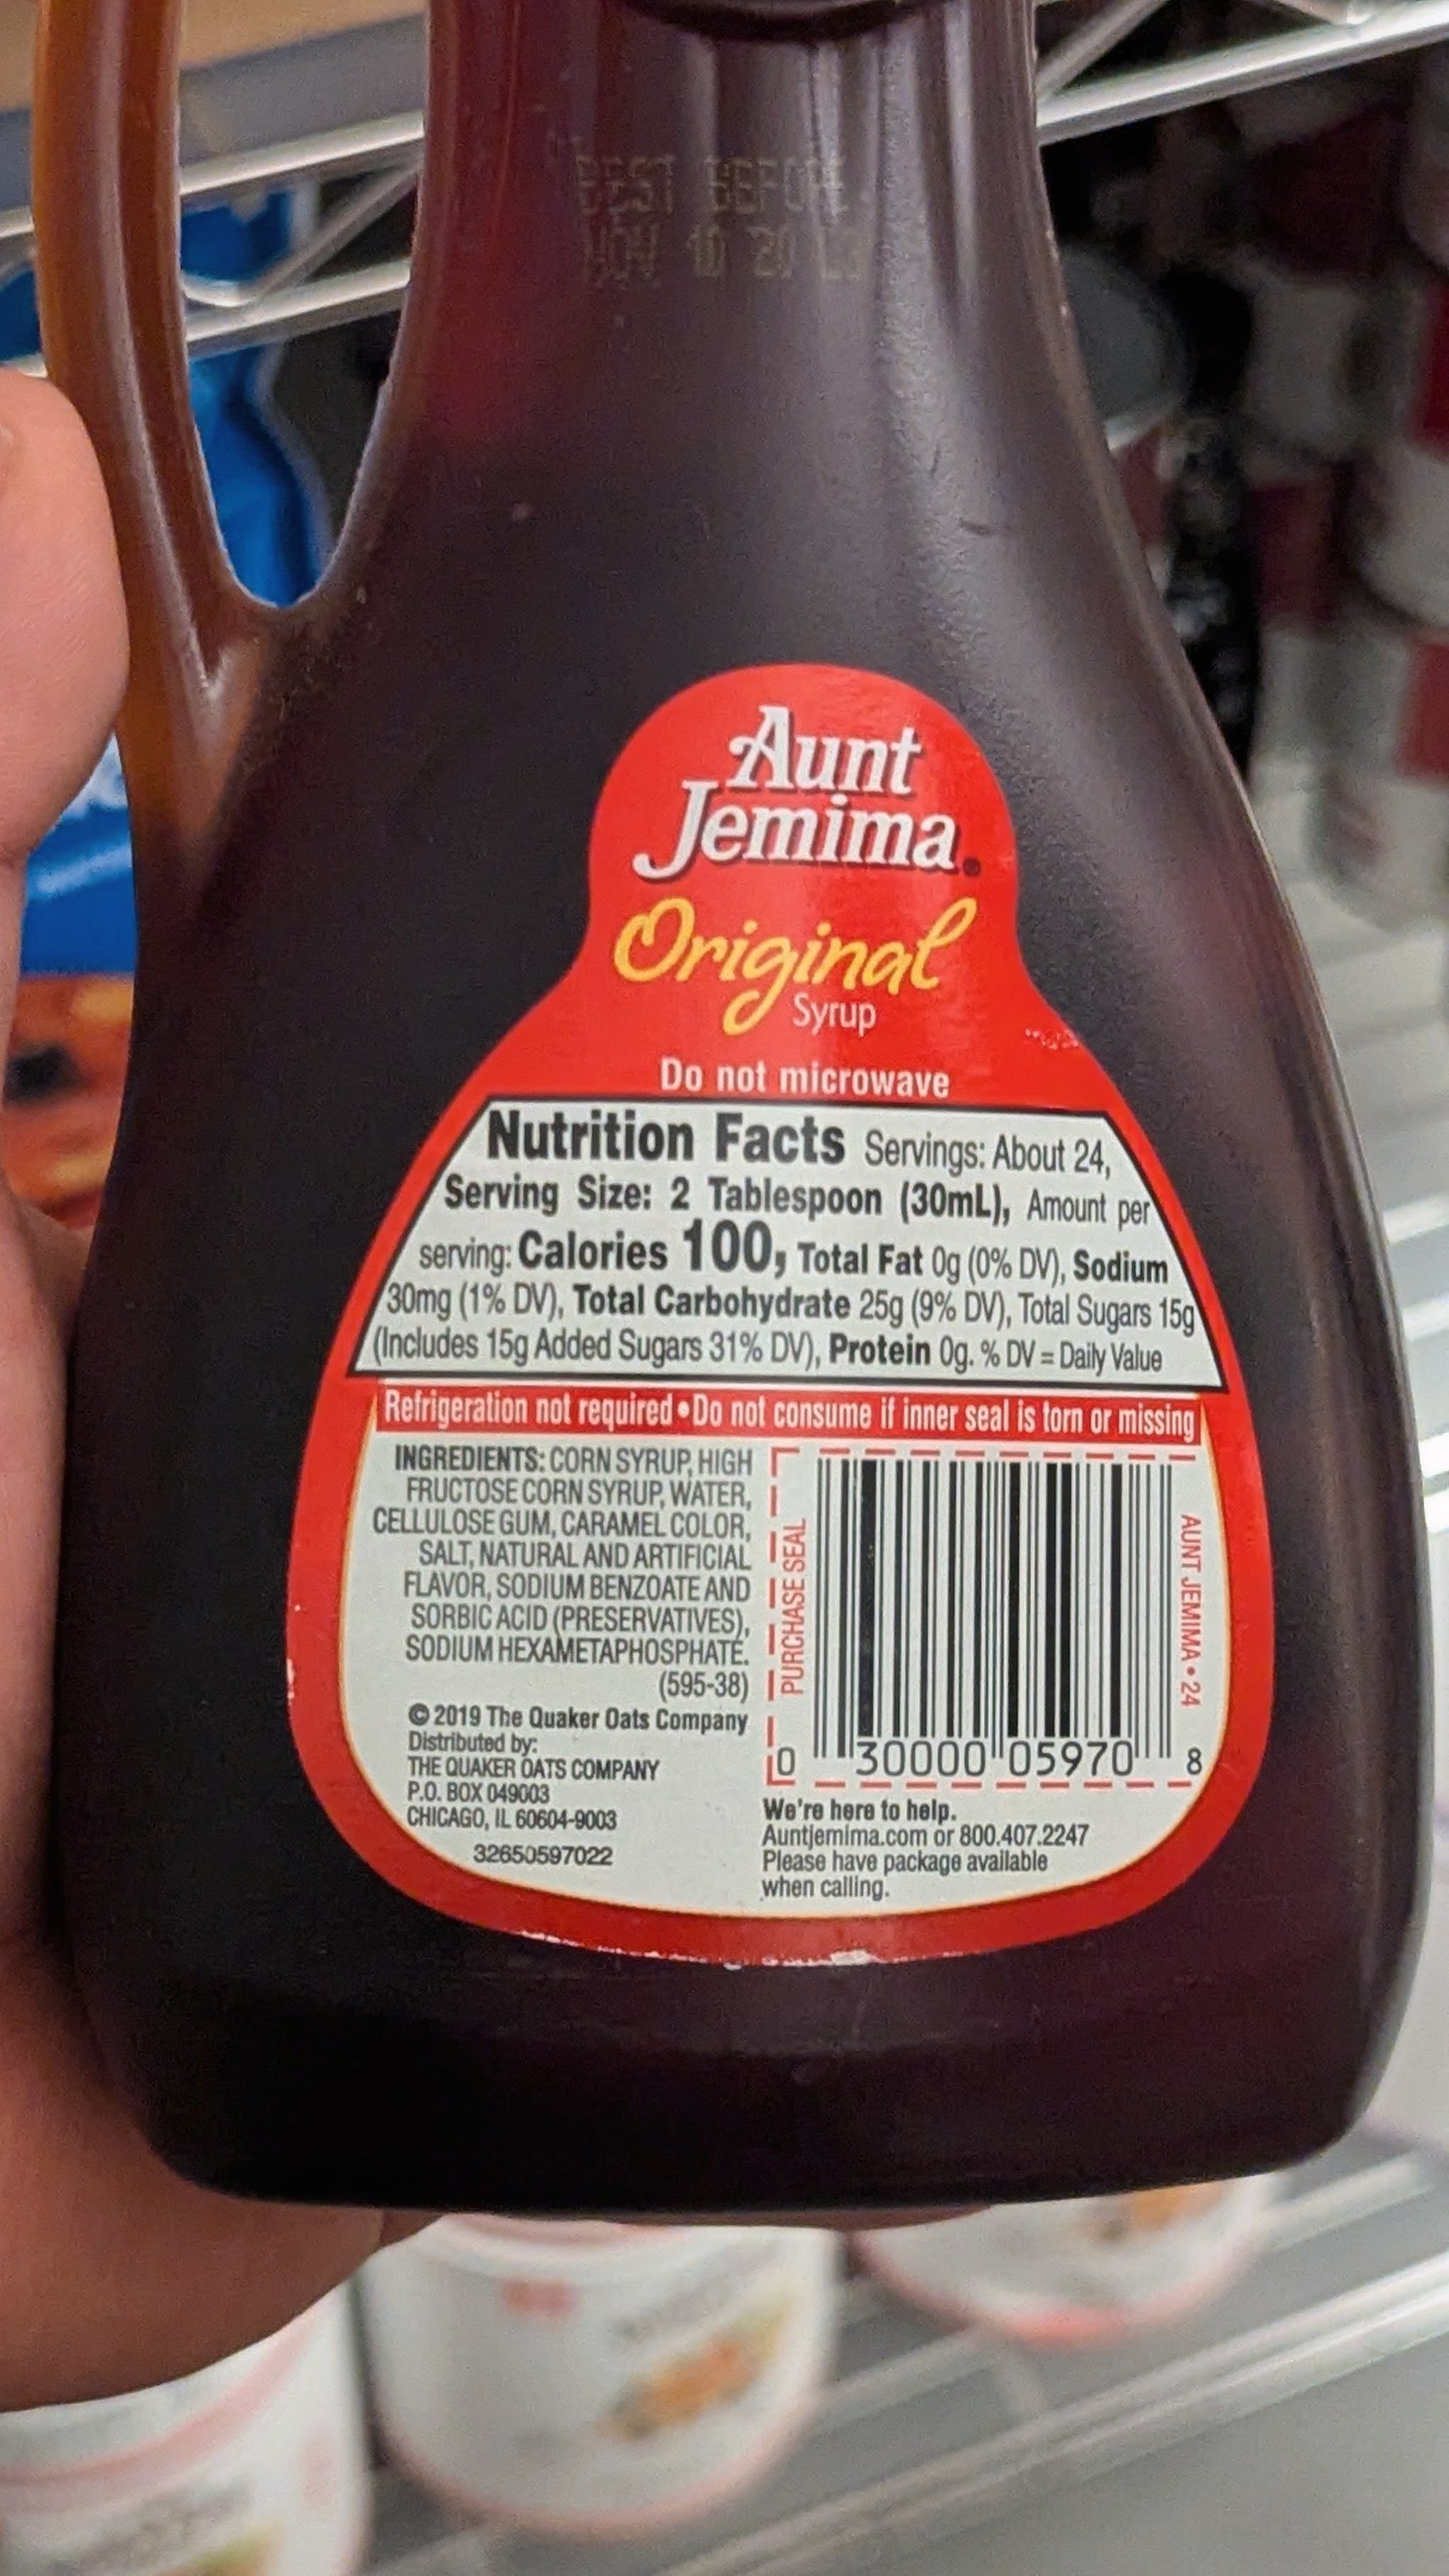 BEST BEFORE
NOV 10 20
Aunt
Jemima®
Original
Syrup
Do not microwave
Nutrition Facts Servings: About 24,
Serving Size: 2 Tablespoon (30mL), Amount per
serving: Calories 100, Total Fat 0g (0% DV), Sodium
30mg (1% DV), Total Carbohydrate 25g (9% DV), Total Sugars 15g
(Includes 15g Added Sugars 31% DV), Protein 0g. % DV = Daily Value
Refrigeration not required • Do not consume if inner seal is torn or missing
INGREDIENTS: CORN SYRUP, HIGH
FRUCTOSE CORN SYRUP, WATER,
CELLULOSE GUM, CARAMEL COLOR,
SALT, NATURAL AND ARTIFICIAL
FLAVOR, SODIUM BENZOATE AND
SORBIC ACID (PRESERVATIVES),
SODIUM HEXAMETAPHOSPHATE.
(595-38)
© 2019 The Quaker Oats Company
Distributed by:
THE QUAKER OATS COMPANY
P.O. BOX 049003
CHICAGO, IL 60604-9003
32650597022
PURCHASE SEAL
AUNT JEMIMA • 24
0 30000 05970 8
We're here to help.
Auntjemima.com or 800.407.2247
Please have package available
when calling.